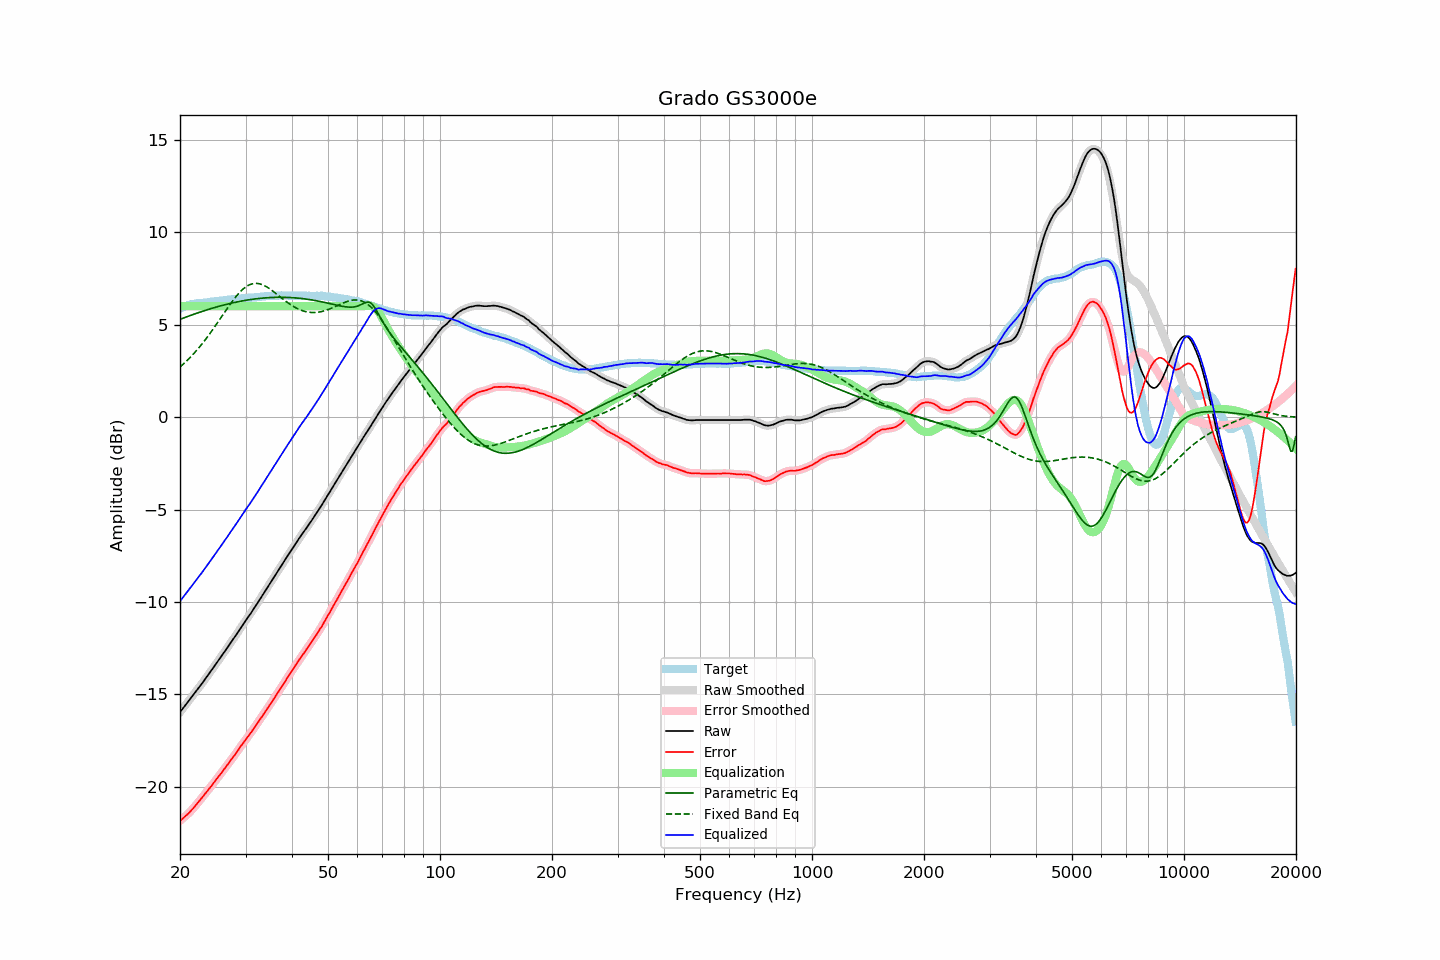 Grado GS3000e
Amplitude (dBr)
15
10
5
0
−5
−10
−15
−20
Target
Raw Smoothed
Error Smoothed
Raw
Error
Equalization
Parametric Eq
Fixed Band Eq
Equalized
20 50 100 200 500 1000 2000 5000 10000 20000
Frequency (Hz)